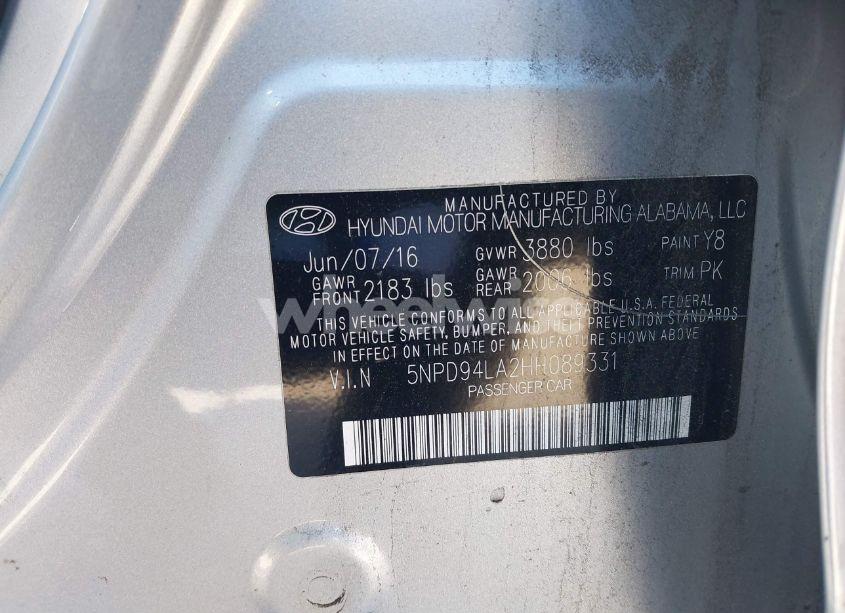 MANUFACTURED BY
HYUNDAI MOTOR MANUFACTURING ALABAMA, LLC
Jun/07/16 GVWR 3880 lbs PAINT Y8
GAWR FRONT 2183 lbs GAWR REAR 2006 lbs TRIM PK
THIS VEHICLE CONFORMS TO ALL APPLICABLE U.S.A. FEDERAL
MOTOR VEHICLE SAFETY, BUMPER, AND THEFT PREVENTION STANDARDS
IN EFFECT ON THE DATE OF MANUFACTURE SHOWN ABOVE.
V.I.N 5NPD94LA2HH089331
PASSENGER CAR